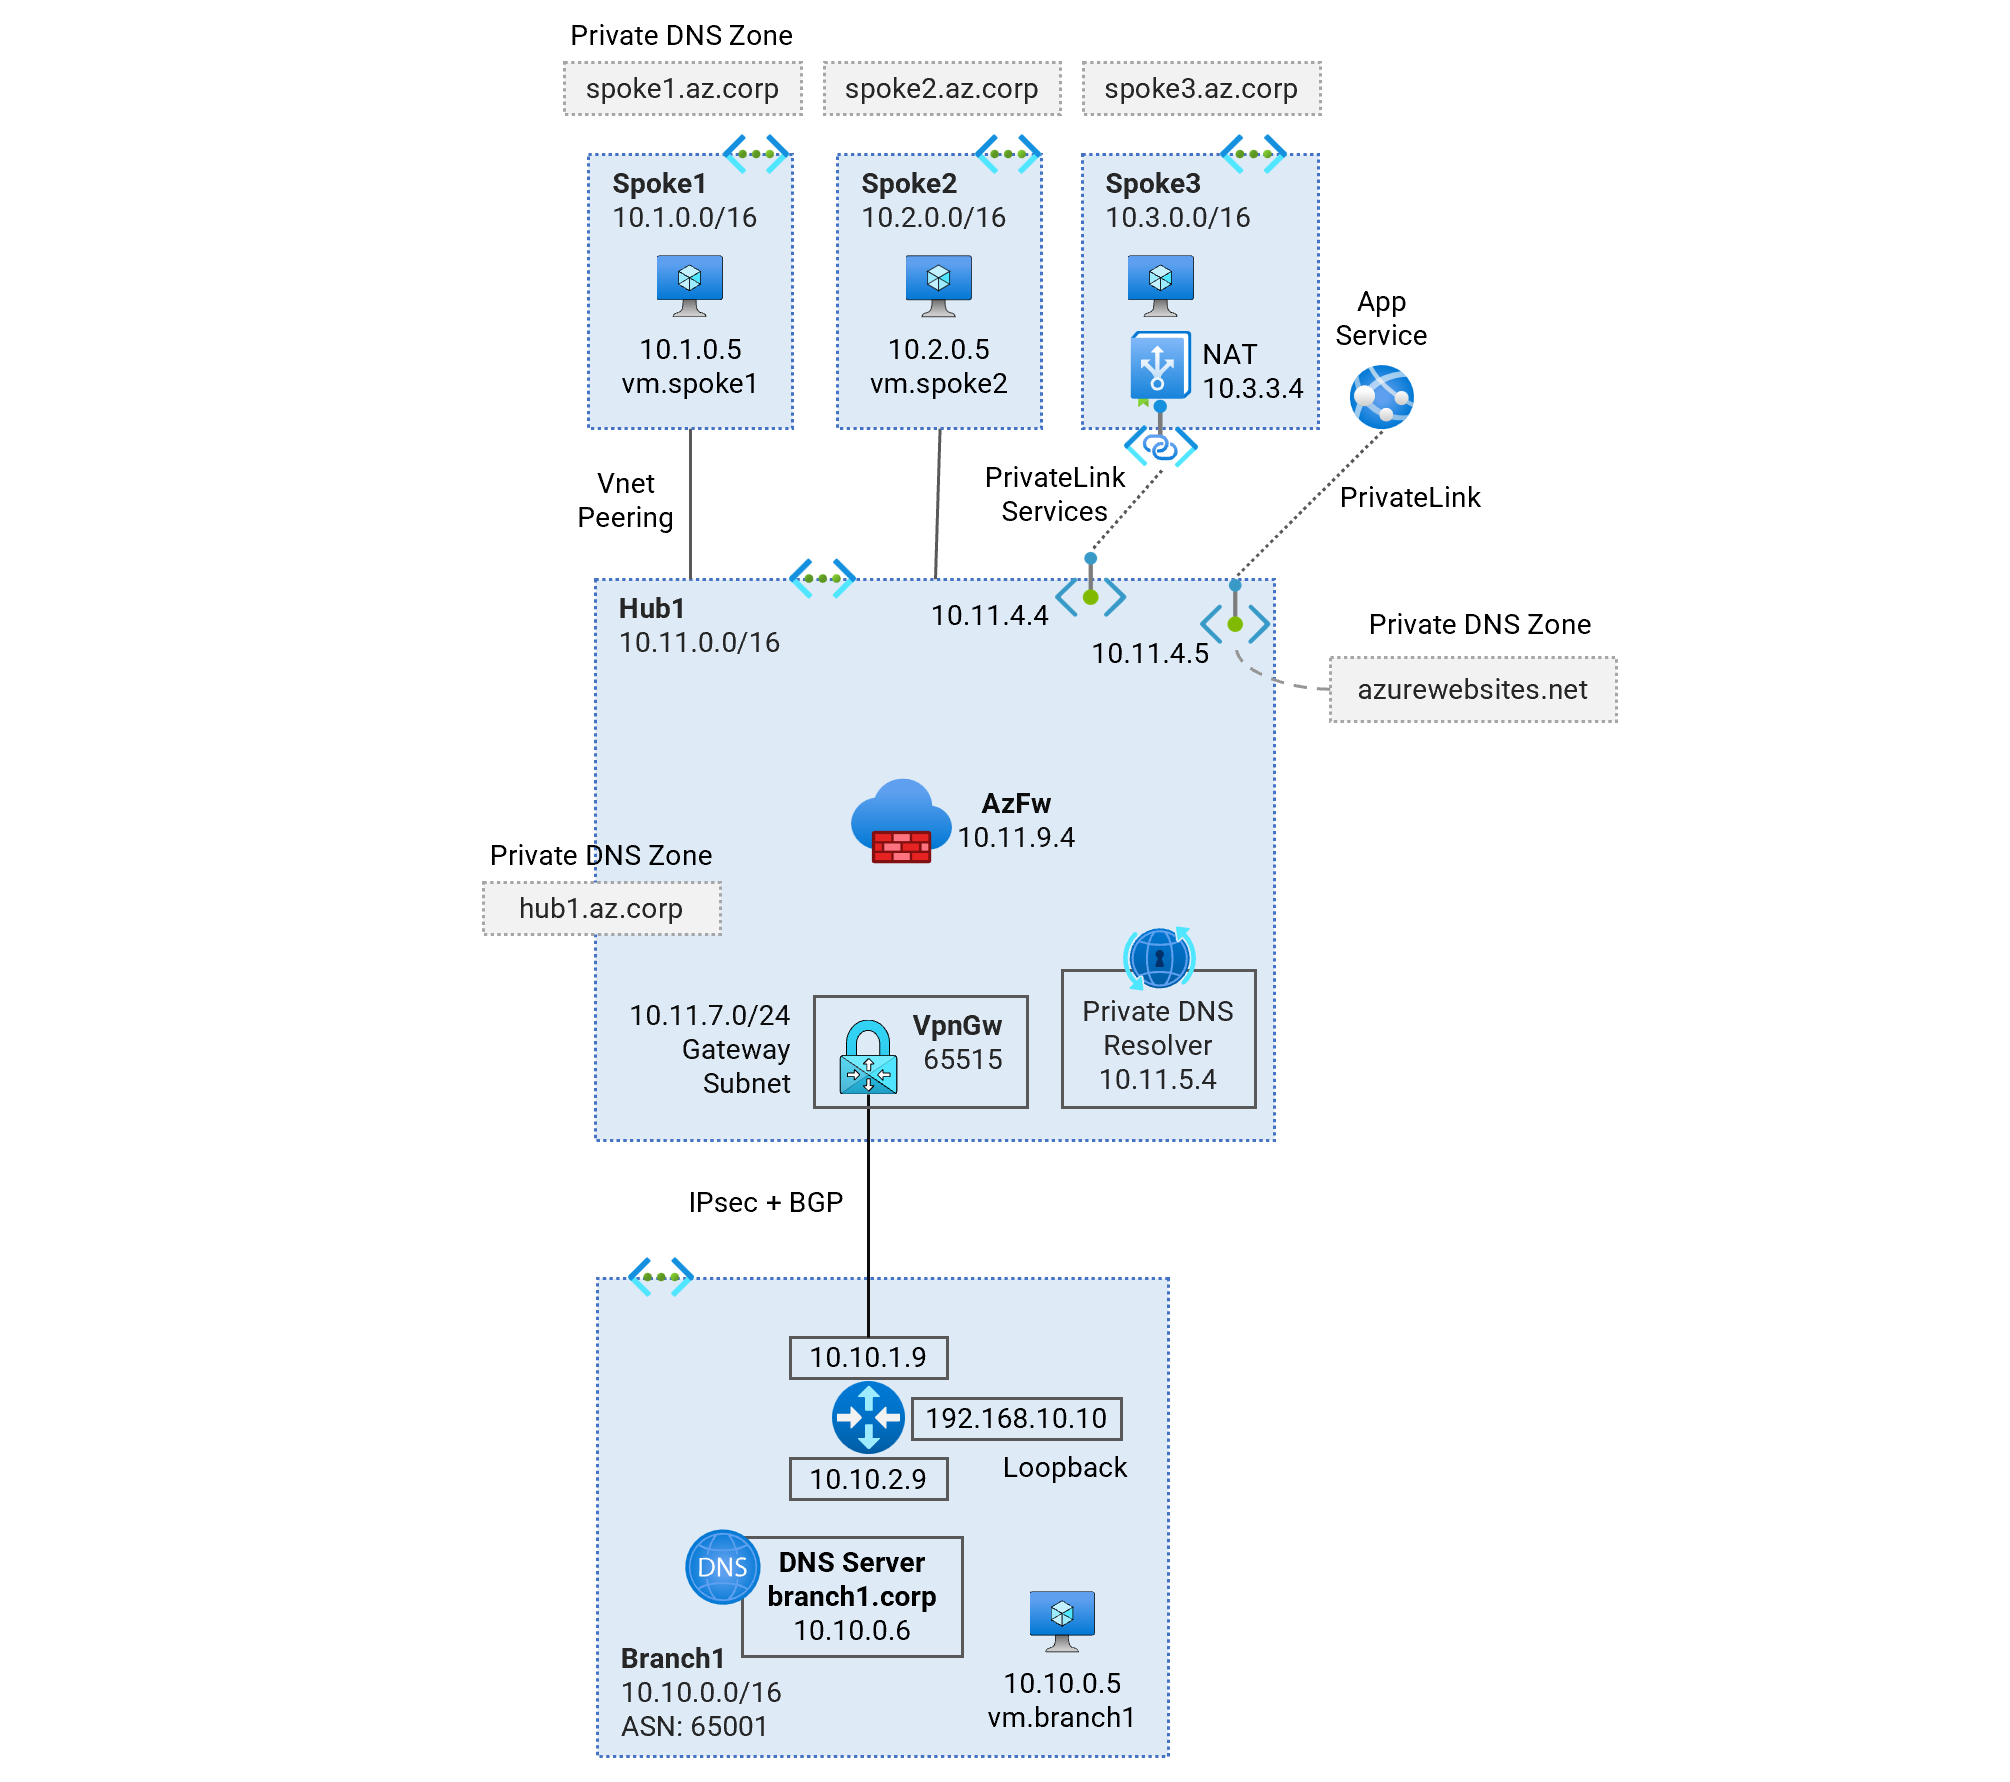 Private DNS Zone
spoke1.az.corp
spoke2.az.corp
spoke3.az.corp
Spoke1
10.1.0.0/16
10.1.0.5
vm.spoke1
Spoke2
10.2.0.0/16
10.2.0.5
vm.spoke2
Spoke3
10.3.0.0/16
NAT
10.3.3.4
App
Service
Vnet
Peering
PrivateLink
Services
PrivateLink
Hub1
10.11.0.0/16
10.11.4.4
10.11.4.5
Private DNS Zone
azurewebsites.net
AzFw
10.11.9.4
Private DNS Zone
hub1.az.corp
10.11.7.0/24
Gateway
Subnet
VpnGw
65515
Private DNS
Resolver
10.11.5.4
IPsec + BGP
10.10.1.9
192.168.10.10
Loopback
10.10.2.9
DNS
DNS Server
branch1.corp
10.10.0.6
Branch1
10.10.0.0/16
ASN: 65001
10.10.0.5
vm.branch1